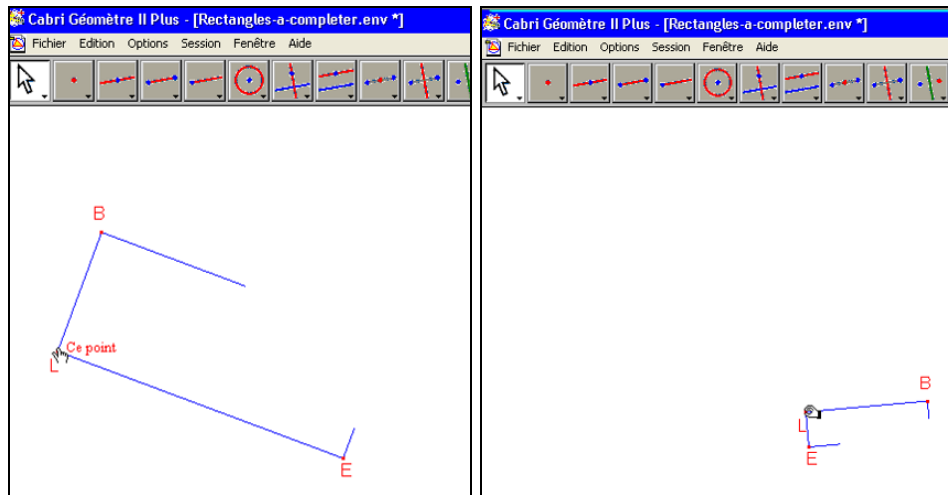 Cabri Géomètre II Plus - [Rectangles-a-completer.env *]
Fichier Edition Options Session Fenêtre Aide
B
Ce point
L
E
Cabri Géomètre II Plus - [Rectangles-a-completer.env *]
Fichier Edition Options Session Fenêtre Aide
B
L
E